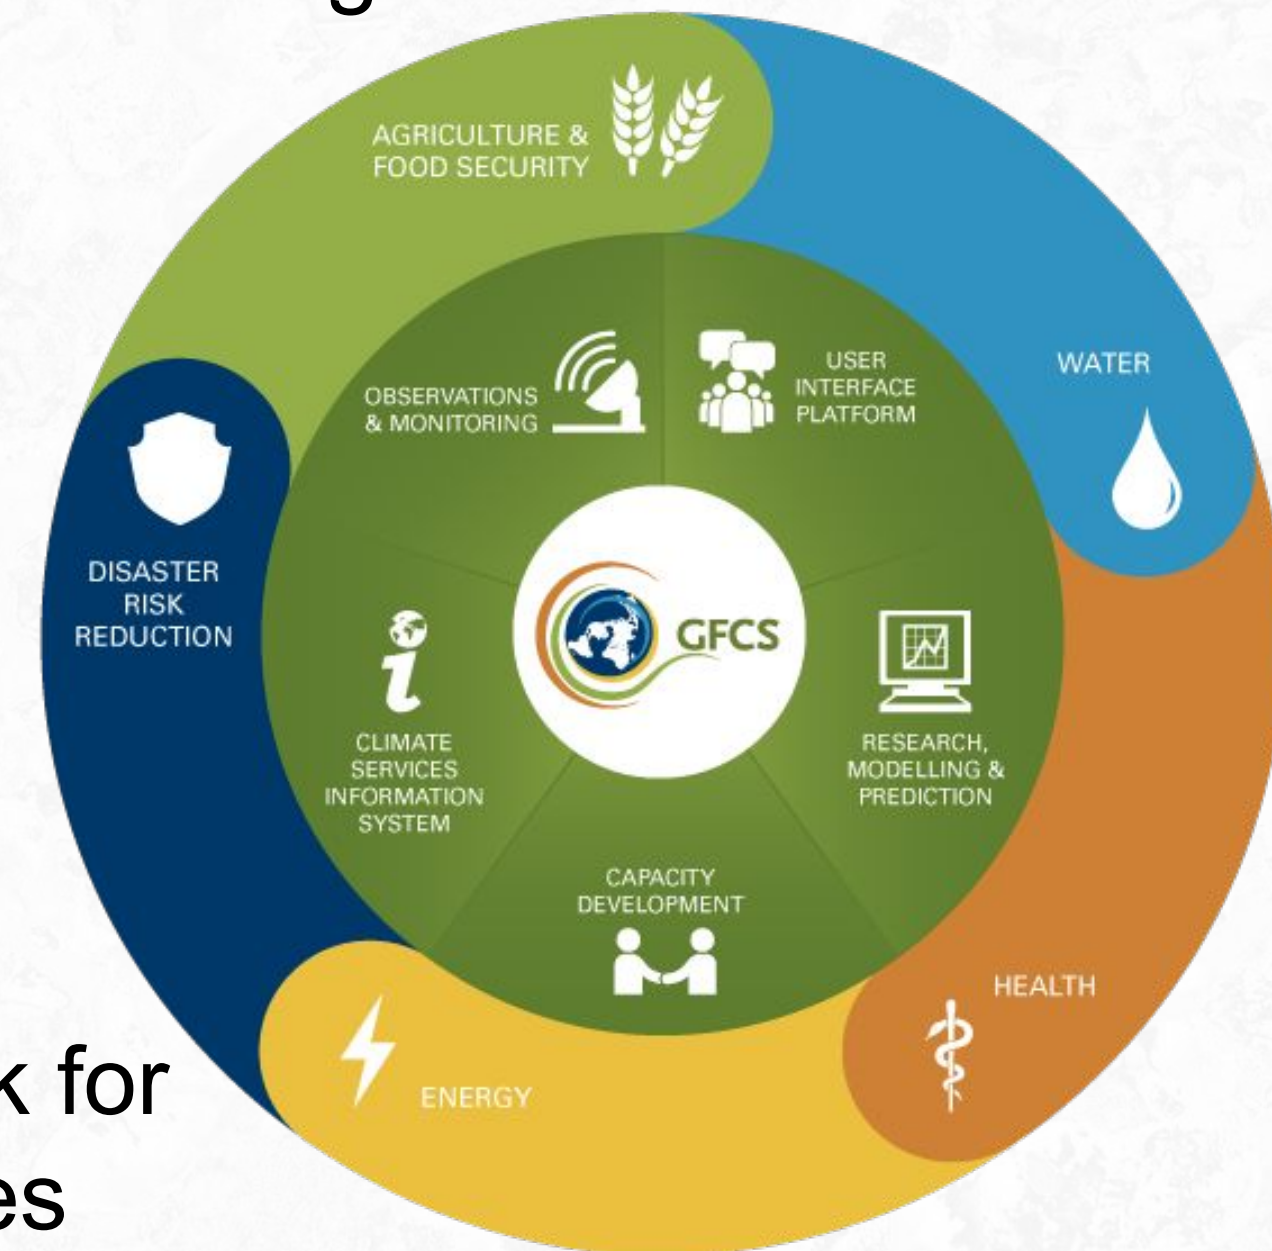 AGRICULTURE &
FOOD SECURITY
WATER
OBSERVATIONS
& MONITORING
USER
INTERFACE
PLATFORM
DISASTER
RISK
REDUCTION
GFCS
CLIMATE
SERVICES
INFORMATION
SYSTEM
RESEARCH,
MODELLING &
PREDICTION
CAPACITY
DEVELOPMENT
HEALTH
ENERGY
k for
es